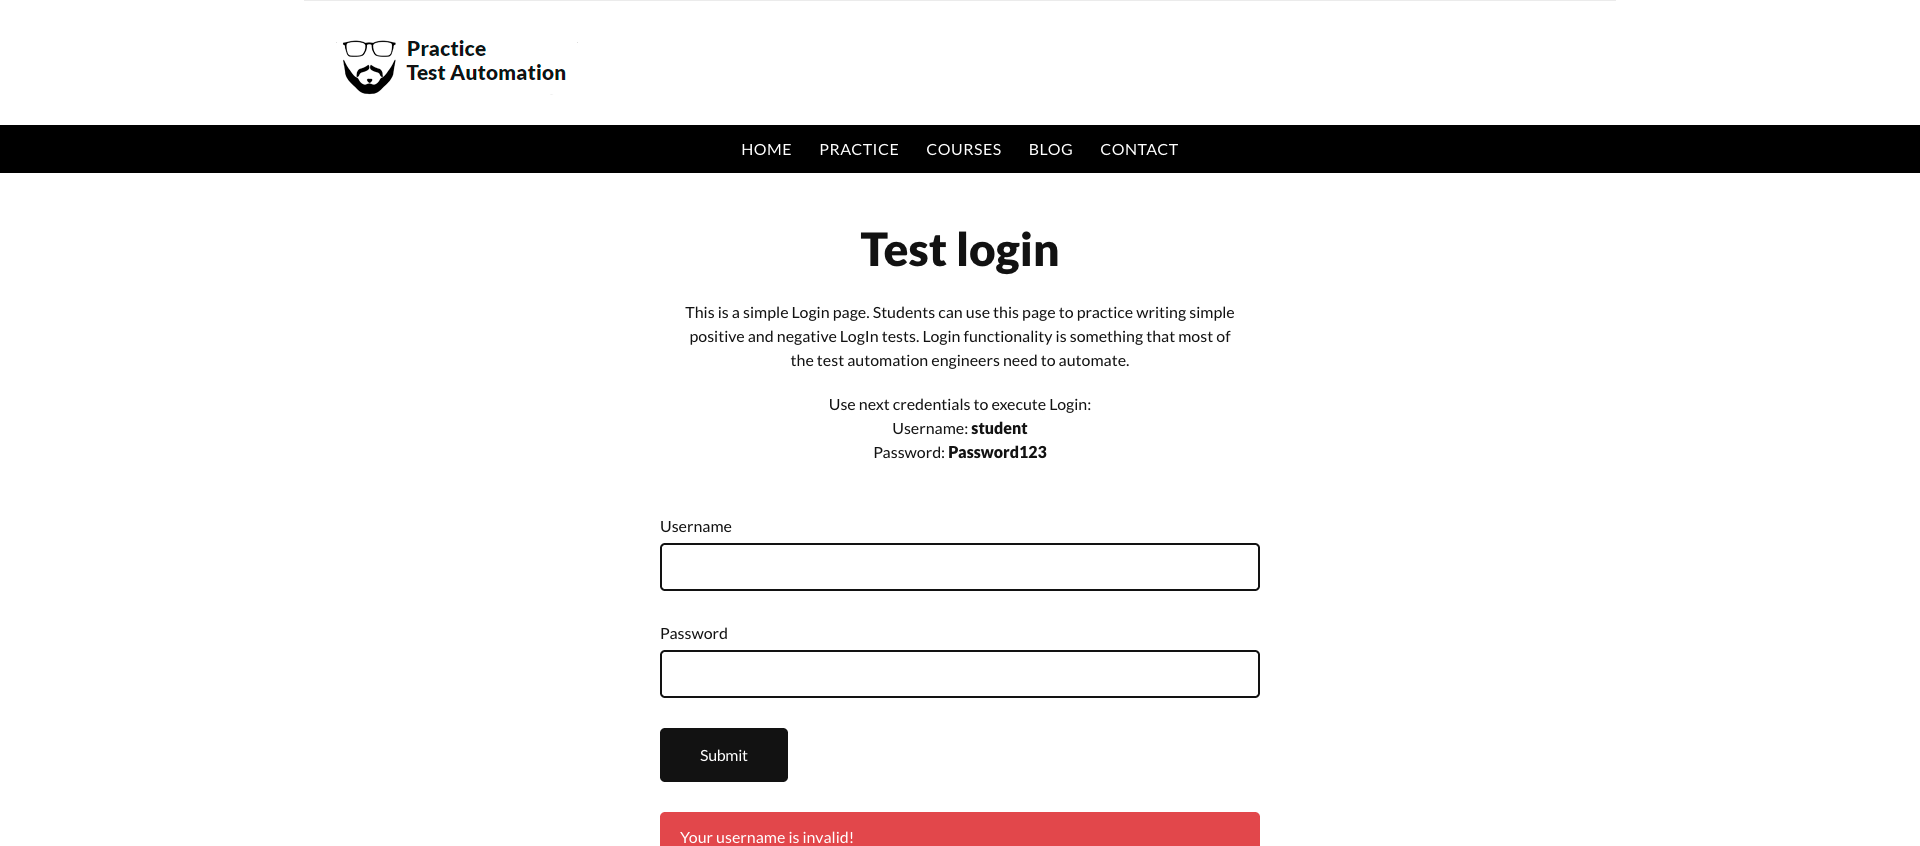 Practice
Test Automation
HOME PRACTICE COURSES BLOG CONTACT
Test login
This is a simple Login page. Students can use this page to practice writing simple
positive and negative LogIn tests. Login functionality is something that most of
the test automation engineers need to automate.
Use next credentials to execute Login:
Username: student
Password: Password123
Username
Password
Submit
Your username is invalid!